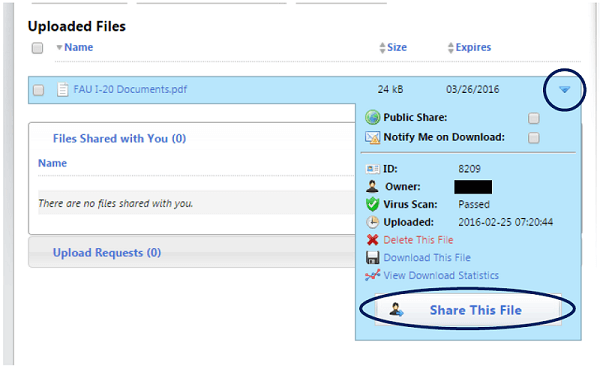 Uploaded Files
Name Size Expires
FAU I-20 Documents.pdf 24 kB 03/26/2016
Public Share:
Notify Me on Download:
Files Shared with You (0)
Name
There are no files shared with you.
Upload Requests (0)
ID: 8209
Owner:
Virus Scan: Passed
Uploaded: 2016-02-25 07:20:44
Delete This File
Download This File
View Download Statistics
Share This File